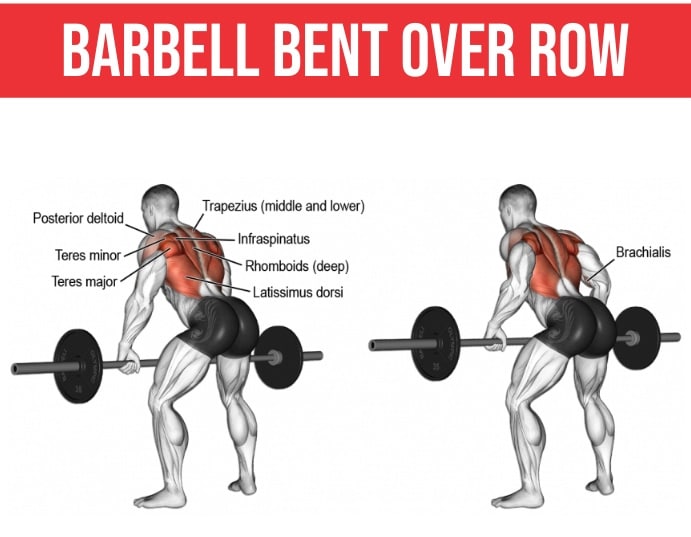 BARBELL BENT OVER ROW
Posterior deltoid
Trapezius (middle and lower)
Teres minor
Infraspinatus
Teres major
Rhomboids (deep)
Latissimus dorsi
Brachialis